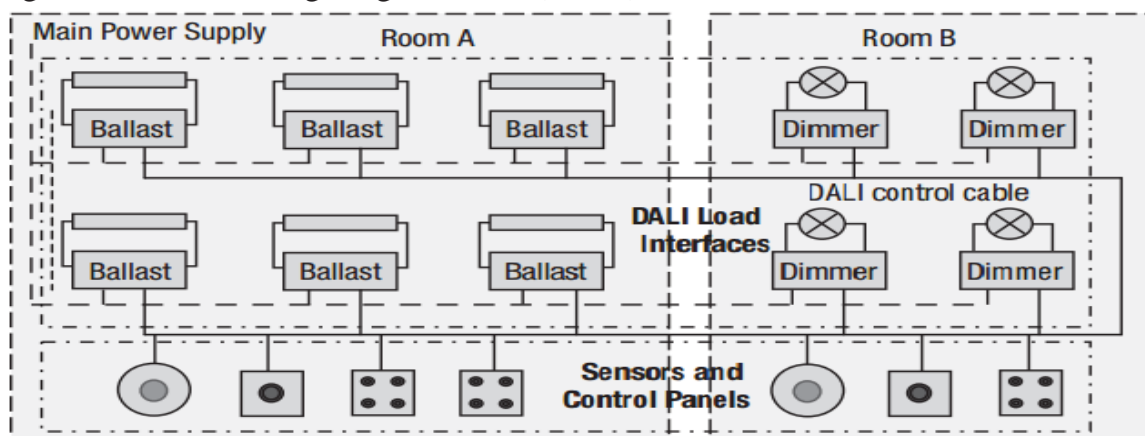 Main Power Supply
Room A
Room B
Ballast
Ballast
Ballast
Dimmer
Dimmer
DALI control cable
DALI Load
Interfaces
Ballast
Ballast
Ballast
Dimmer
Dimmer
Sensors and
Control Panels